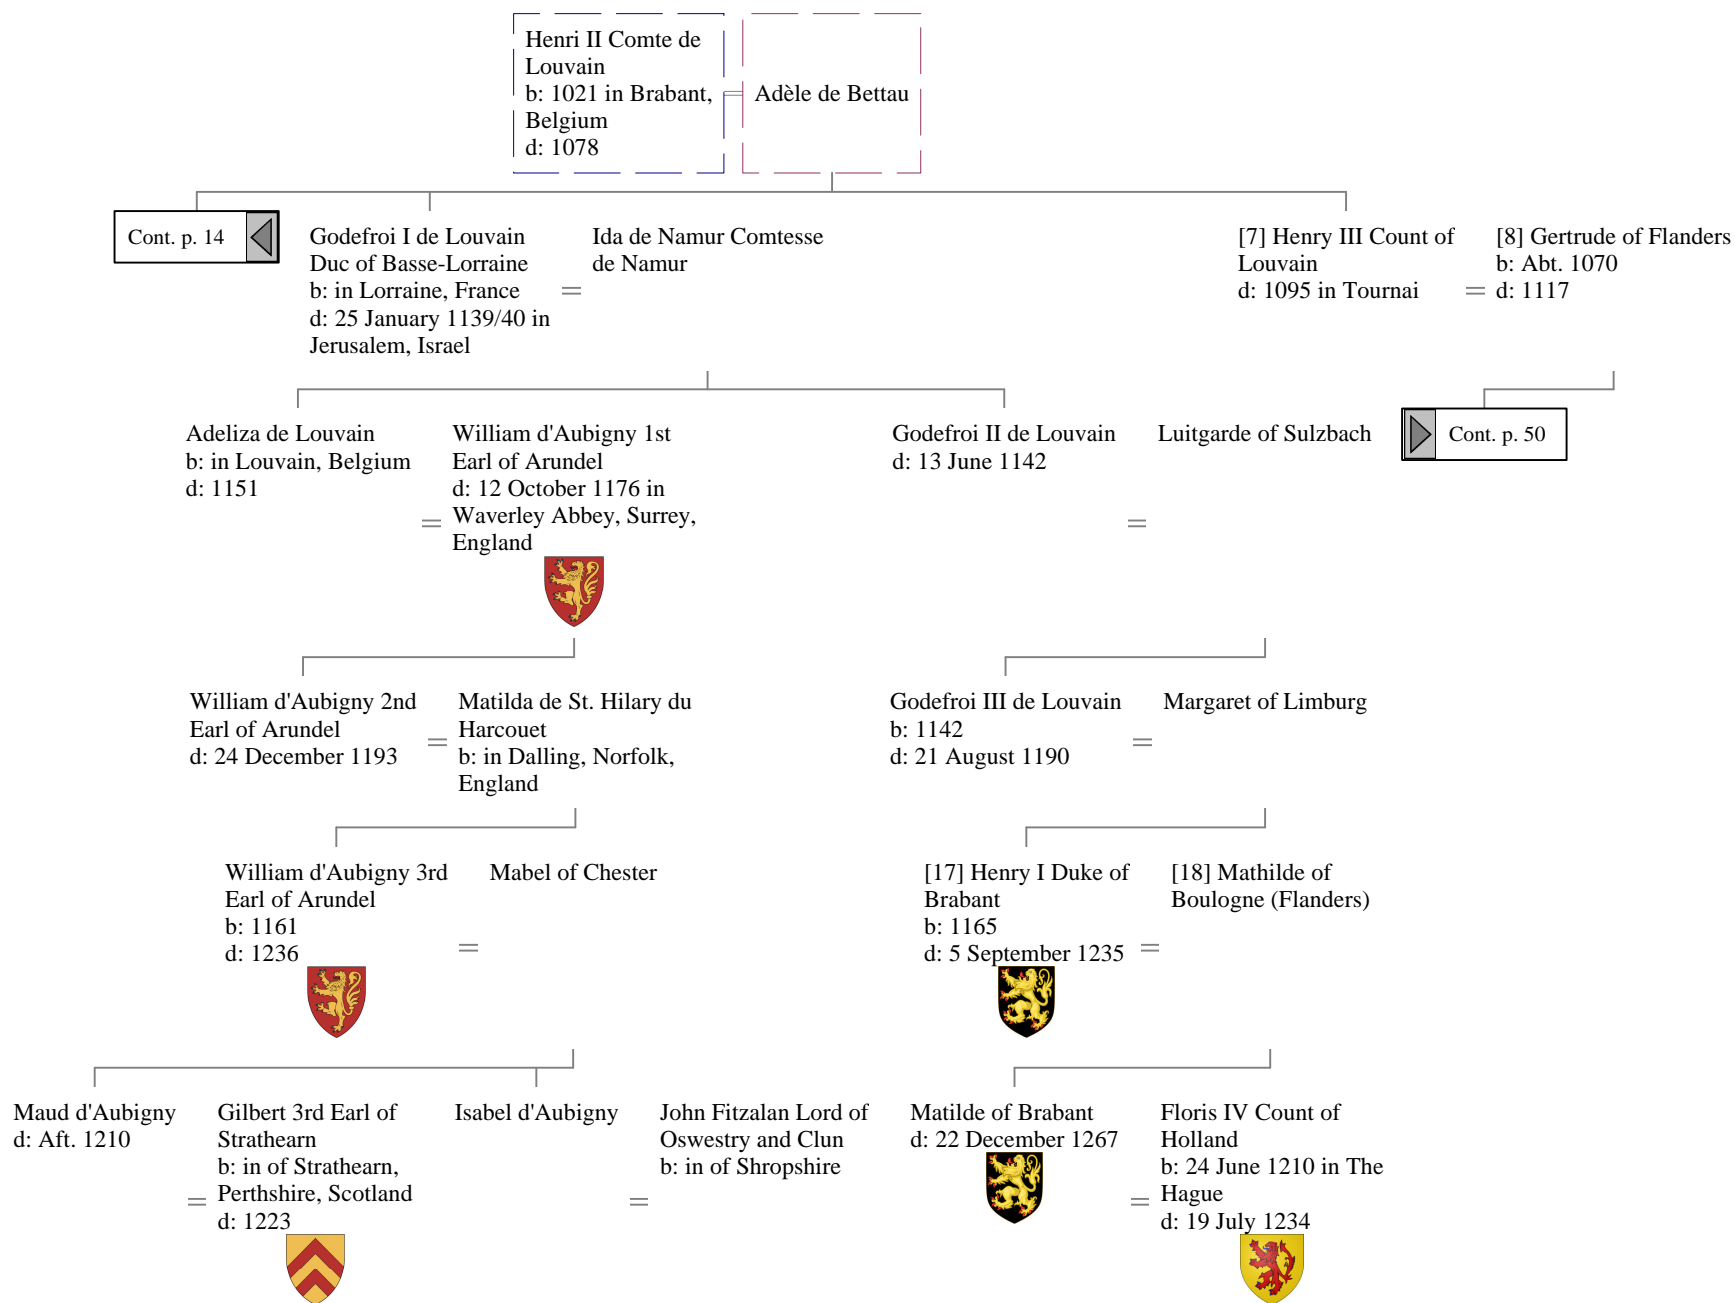 Henri II Comte de
Louvain
b: 1021 in Brabant,
Belgium
d: 1078
Adèle de Bettau
Cont. p. 14
Godefroi I de Louvain
Duc of Basse-Lorraine
b: in Lorraine, France
d: 25 January 1139/40 in
Jerusalem, Israel
Ida de Namur Comtesse
de Namur
[7] Henry III Count of
Louvain
d: 1095 in Tournai
[8] Gertrude of Flanders
b: Abt. 1070
d: 1117
Adeliza de Louvain
b: in Louvain, Belgium
d: 1151
William d'Aubigny 1st
Earl of Arundel
d: 12 October 1176 in
Waverley Abbey, Surrey,
England
Godefroi II de Louvain
d: 13 June 1142
Luitgarde of Sulzbach
Cont. p. 50
William d'Aubigny 2nd
Earl of Arundel
d: 24 December 1193
Matilda de St. Hilary du
Harcouet
b: in Dalling, Norfolk,
England
Godefroi III de Louvain
b: 1142
d: 21 August 1190
Margaret of Limburg
William d'Aubigny 3rd
Earl of Arundel
b: 1161
d: 1236
Mabel of Chester
[17] Henry I Duke of
Brabant
b: 1165
d: 5 September 1235
[18] Mathilde of
Boulogne (Flanders)
Maud d'Aubigny
d: Aft. 1210
Gilbert 3rd Earl of
Strathearn
b: in of Strathearn,
Perthshire, Scotland
d: 1223
Isabel d'Aubigny
John Fitzalan Lord of
Oswestry and Clun
b: in of Shropshire
Matilde of Brabant
d: 22 December 1267
Floris IV Count of
Holland
b: 24 June 1210 in The
Hague
d: 19 July 1234